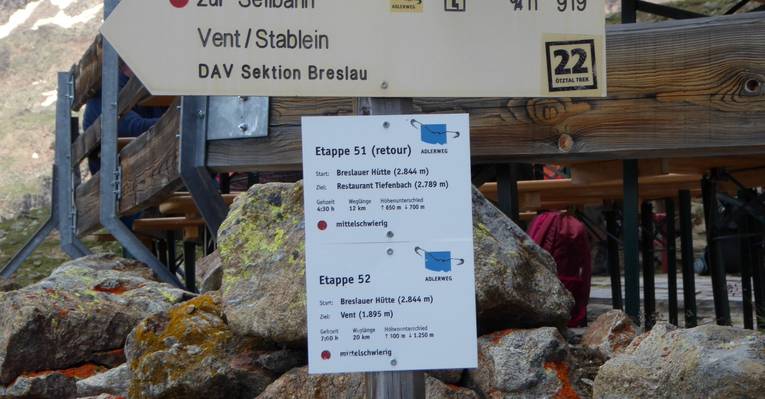 zur Seilbahn
ADLERWEG
L
¾h 919
Vent/Stablein
DAV Sektion Breslau
22
ÖTZTAL TREK
Etappe 51 (retour)
ADLERWEG
Start: Breslauer Hütte (2.844 m)
Ziel: Restaurant Tiefenbach (2.789 m)
Gehzeit Weglänge Höhenunterschied
4:30 h 12 km ↑ 650 m ↓ 700 m
mittelschwierig
Etappe 52
ADLERWEG
Start: Breslauer Hütte (2.844 m)
Ziel: Vent (1.895 m)
Gehzeit Weglänge Höhenunterschied
7:00 h 20 km ↑ 100 m ↓ 1.250 m
mittelschwierig